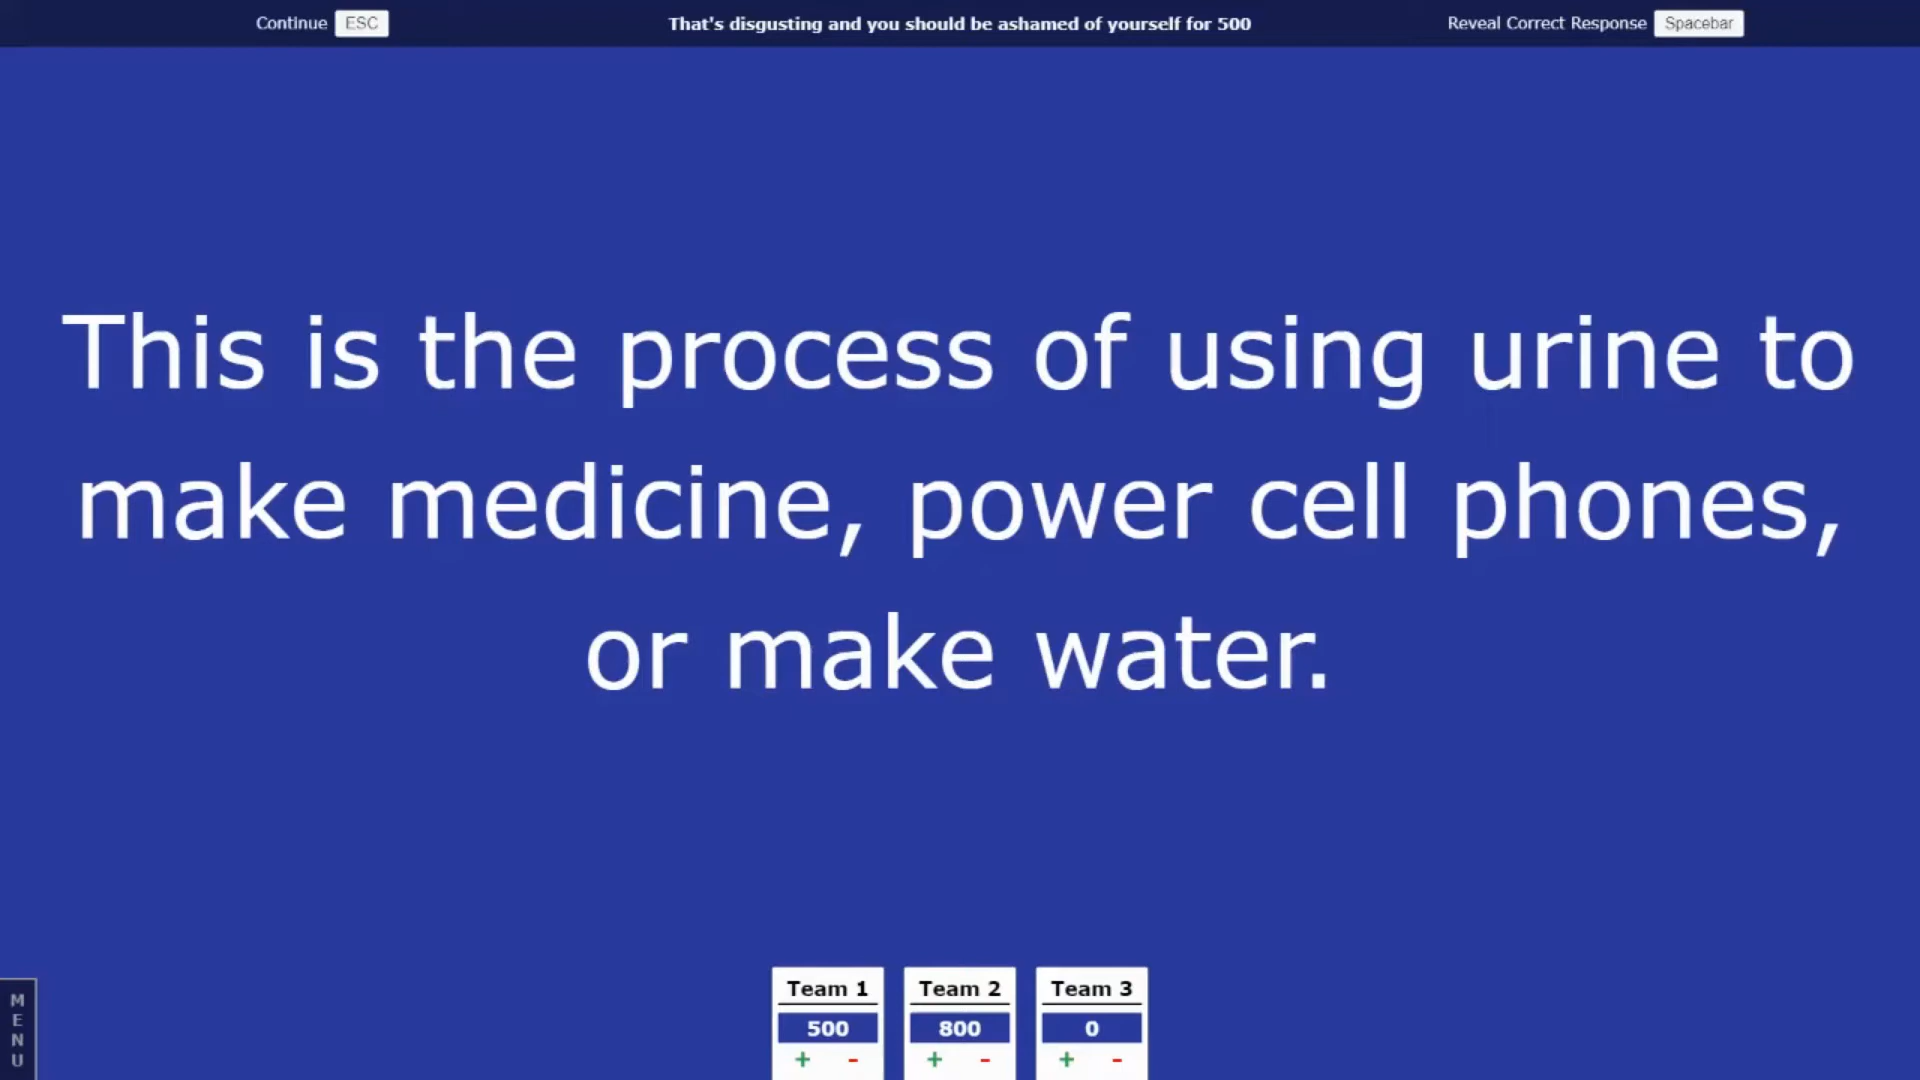 Continue ESC
That's disgusting and you should be ashamed of yourself for 500
Reveal Correct Response Spacebar
This is the process of using urine to
make medicine, power cell phones,
or make water.
MENU
Team 1
500
+ -
Team 2
800
+ -
Team 3
0
+ -